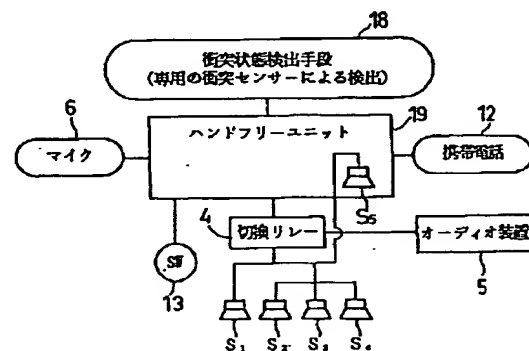 18
衝突状態検出手段
(専用の衝突センサーによる検出)
6
19
12
マイク
ハンドフリーユニット
携帯電話
S5
4
切換リレー
オーディオ装置
5
SW
13
S1 S2 S3 S4